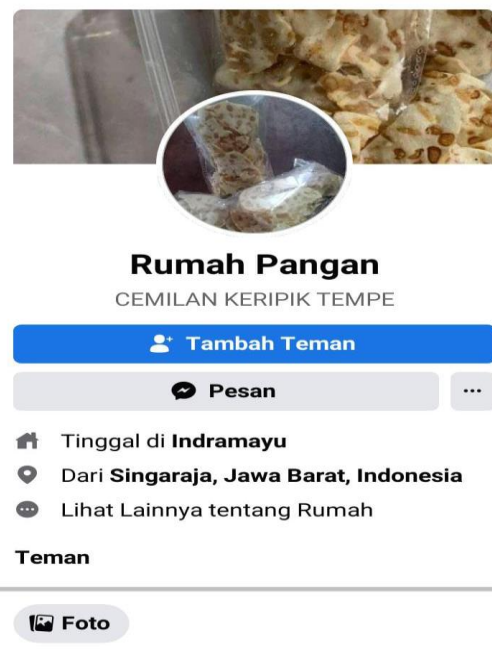 Rumah Pangan
CEMILAN KERIPIK TEMPE
Tambah Teman
Pesan
Tinggal di Indramayu
Dari Singaraja, Jawa Barat, Indonesia
Lihat Lainnya tentang Rumah
Teman
Foto